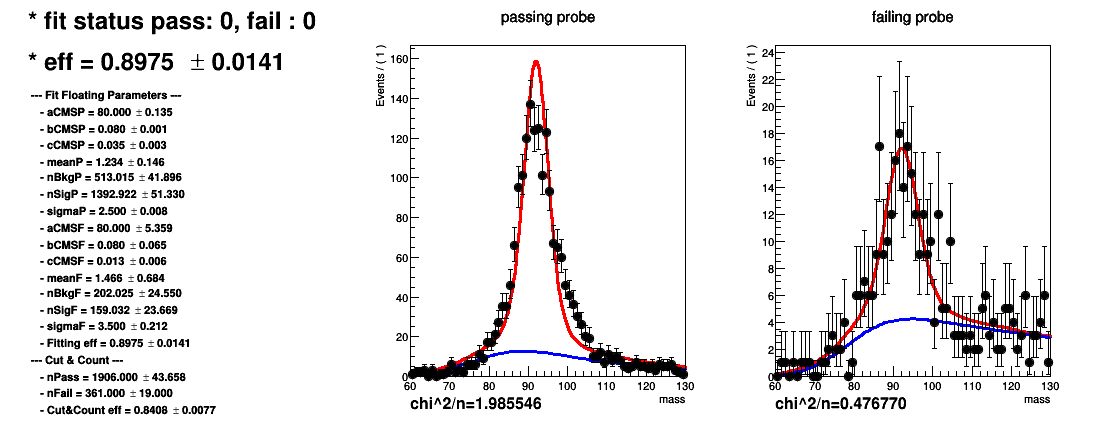 * fit status pass: 0, fail : 0
* eff = 0.8975 ± 0.0141
--- Fit Floating Parameters ---
- aCMSP = 80.000 ± 0.135
- bCMSP = 0.080 ± 0.001
- cCMSP = 0.035 ± 0.003
- meanP = 1.234 ± 0.146
- nBkgP = 513.015 ± 41.896
- nSigP = 1392.922 ± 51.330
- sigmaP = 2.500 ± 0.008
- aCMSF = 80.000 ± 5.359
- bCMSF = 0.080 ± 0.065
- cCMSF = 0.013 ± 0.006
- meanF = 1.466 ± 0.684
- nBkgF = 202.025 ± 24.550
- nSigF = 159.032 ± 23.669
- sigmaF = 3.500 ± 0.212
- Fitting eff = 0.8975 ± 0.0141
--- Cut & Count ---
- nPass = 1906.000 ± 43.658
- nFail = 361.000 ± 19.000
- Cut&Count eff = 0.8408 ± 0.0077
passing probe
Events / ( 1 )
160
140
120
100
80
60
40
20
0
60 70 80 90 100 110 120 130
mass
chi^2/n=1.985546
failing probe
Events / ( 1 )
24
22
20
18
16
14
12
10
8
6
4
2
0
60 70 80 90 100 110 120 130
mass
chi^2/n=0.476770